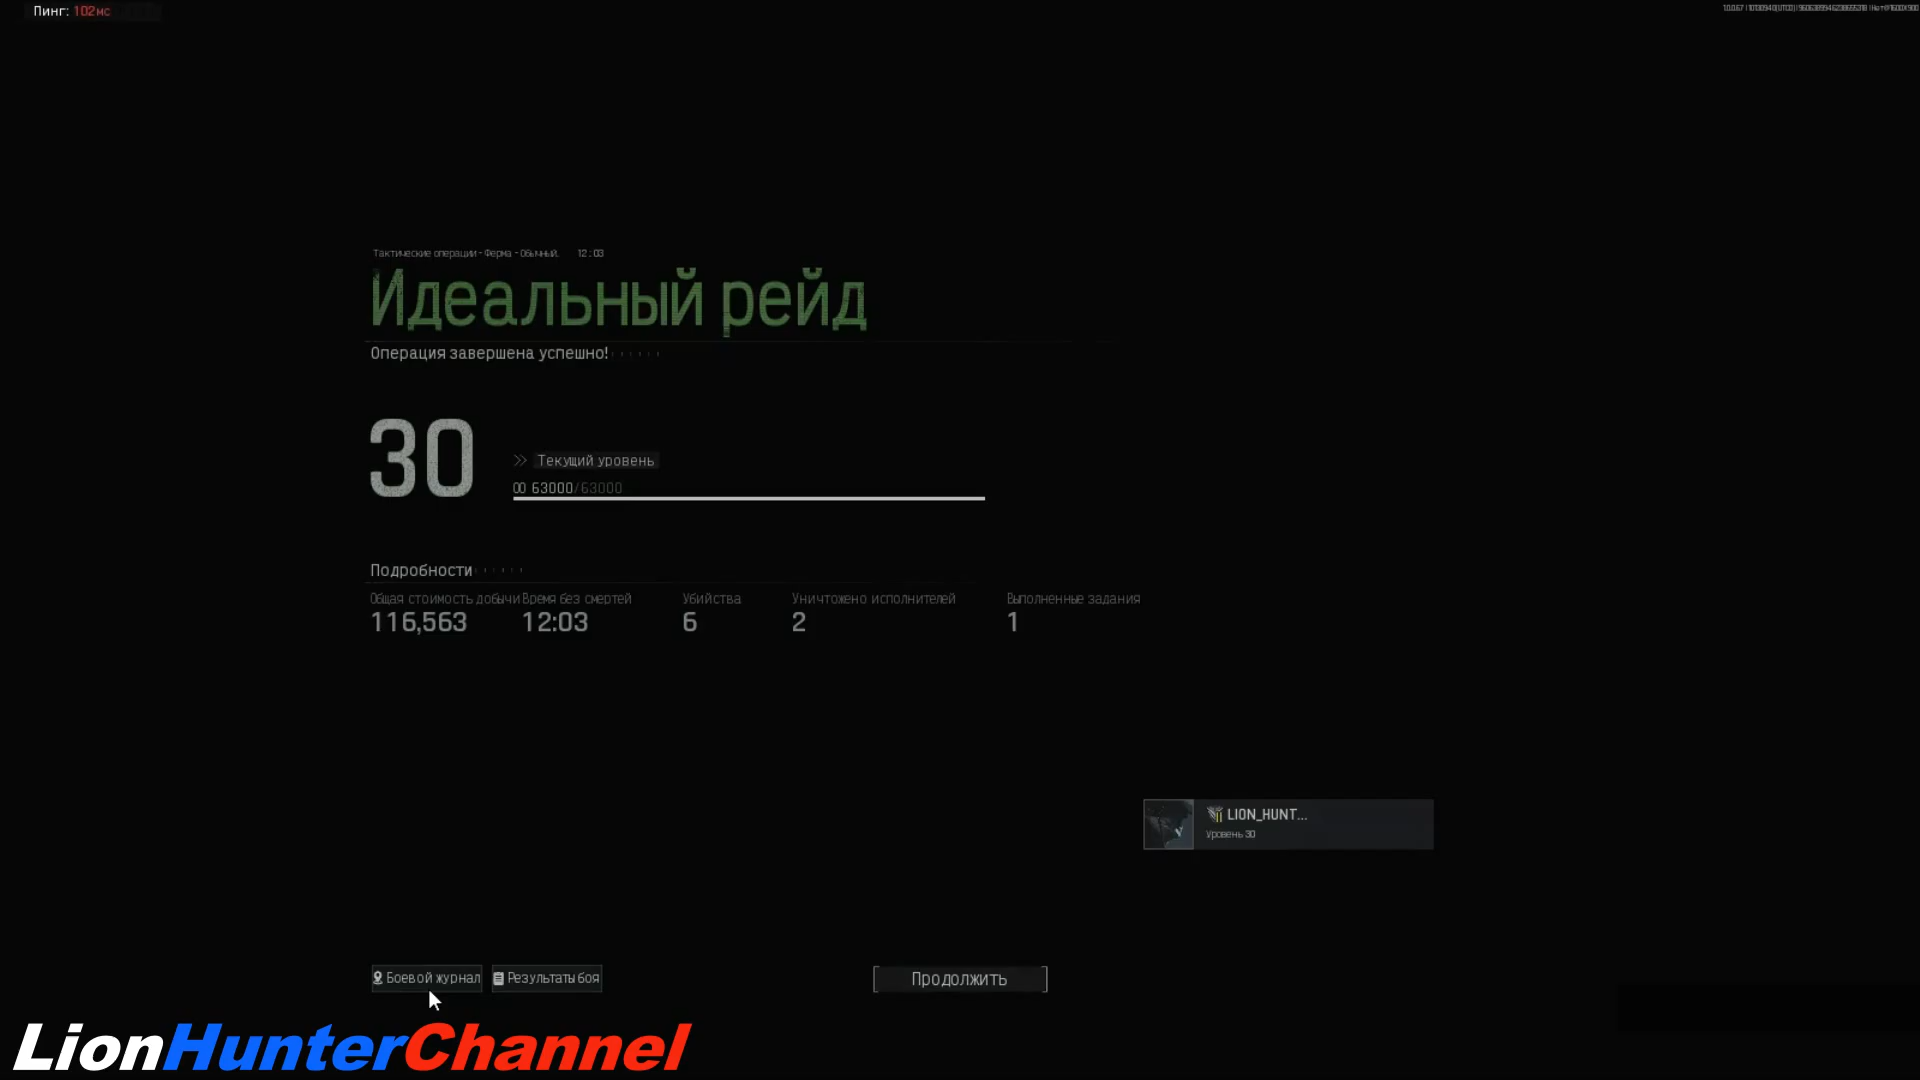 Пинг: 102мс
Тактические операции - Ферма - Обычный. 12:03
Идеальный рейд
Операция завершена успешно!
30
Текущий уровень
63000/63000
Подробности
Общая стоимость добычи Время без смертей Убийства Уничтожено исполнителей Выполненные задания
116,563 12:03 6 2 1
LION_HUNT...
Уровень 30
Боевой журнал Результаты боя Продолжить
LionHunterChannel